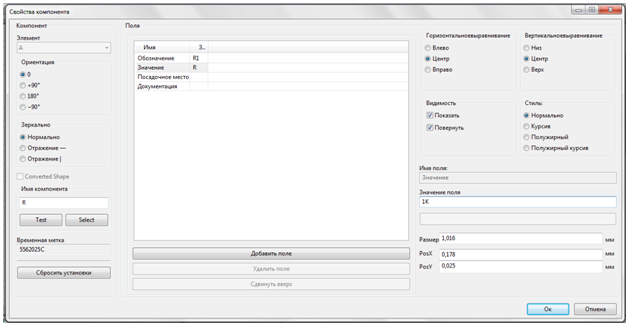 Свойства компонента
Компонент
Элемент
A
Ориентация
0
+90°
180°
-90°
Зеркально
Нормально
Отражение —
Отражение |
Converted Shape
Имя компонента
R
Test
Select
Временная метка
5562025C
Сбросить установки
Поля
Имя
З...
Обозначение R1
Значение R
Посадочное место
Документация
Добавить поле
Удалить поле
Сдвинуть вверх
Горизонтальноевыравнивание
Влево
Центр
Вправо
Вертикальноевыравнивание
Низ
Центр
Верх
Видимость
Показать
Повернуть
Стиль:
Нормально
Курсив
Полужирный
Полужирный курсив
Имя поля:
Значение
Значение поля
1K
Размер 1,016 мм
PosX 0,178 мм
PosY 0,025 мм
Ок
Отмена